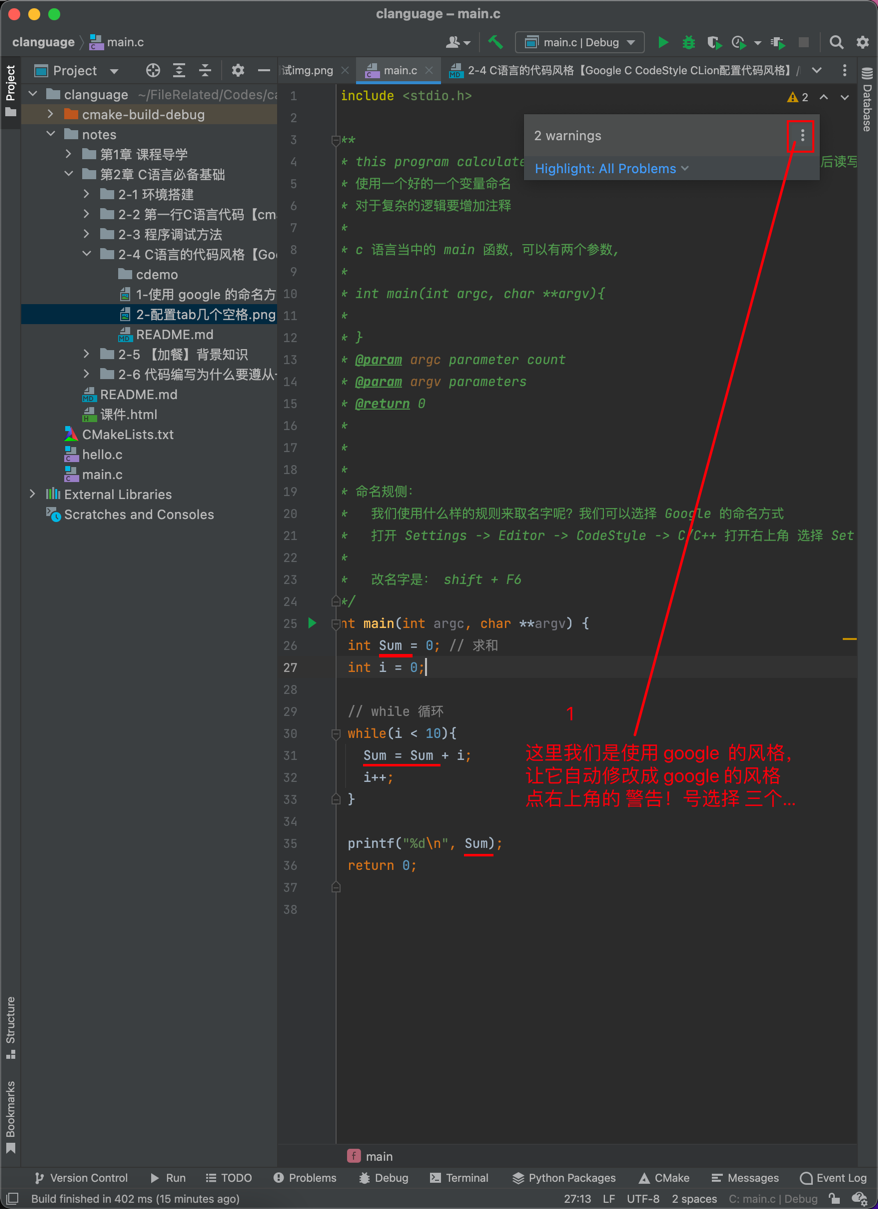 clanguage – main.c
clanguage
main.c
main.c | Debug
Project
试img.png
main.c
2-4 C语言的代码风格【Google C CodeStyle CLion配置代码风格】/
Project
Database
clanguage ~/FileRelated/Codes/ca
cmake-build-debug
notes
第1章 课程导学
第2章 C语言必备基础
2-1 环境搭建
2-2 第一行C语言代码【cm
2-3 程序调试方法
2-4 C语言的代码风格【Go
cdemo
1-使用 google 的命名方
2-配置tab几个空格.png
README.md
2-5 【加餐】背景知识
2-6 代码编写为什么要遵从
README.md
课件.html
CMakeLists.txt
hello.c
main.c
External Libraries
Scratches and Consoles
2
2 warnings
Highlight: All Problems
1 include <stdio.h>
2
3 **
4 * this program calculate 后读写
5 * 使用一个好的一个变量命名
6 * 对于复杂的逻辑要增加注释
7 *
8 * c 语言当中的 main 函数，可以有两个参数,
9 *
10 * int main(int argc, char **argv){
11 *
12 * }
13 * @param argc parameter count
14 * @param argv parameters
15 * @return 0
16 *
17 *
18 *
19 * 命名规侧：
20 * 我们使用什么样的规则来取名字呢？我们可以选择 Google 的命名方式
21 * 打开 Settings -> Editor -> CodeStyle -> C/C++ 打开右上角 选择 Set
22 *
23 * 改名字是： shift + F6
24 */
25 nt main(int argc, char **argv) {
26 int Sum = 0; // 求和
27 int i = 0;
28
29 // while 循环
30 while(i < 10){
31 Sum = Sum + i;
32 i++;
33 }
34
35 printf("%d\n", Sum);
36 return 0;
37
38
1
这里我们是使用 google 的风格，
让它自动修改成 google 的风格
点右上角的 警告！号选择 三个...
Structure
Bookmarks
f main
Version Control
Run
TODO
Problems
Debug
Terminal
Python Packages
CMake
Messages
Event Log
Build finished in 402 ms (15 minutes ago)
27:13 LF UTF-8 2 spaces C: main.c | Debug